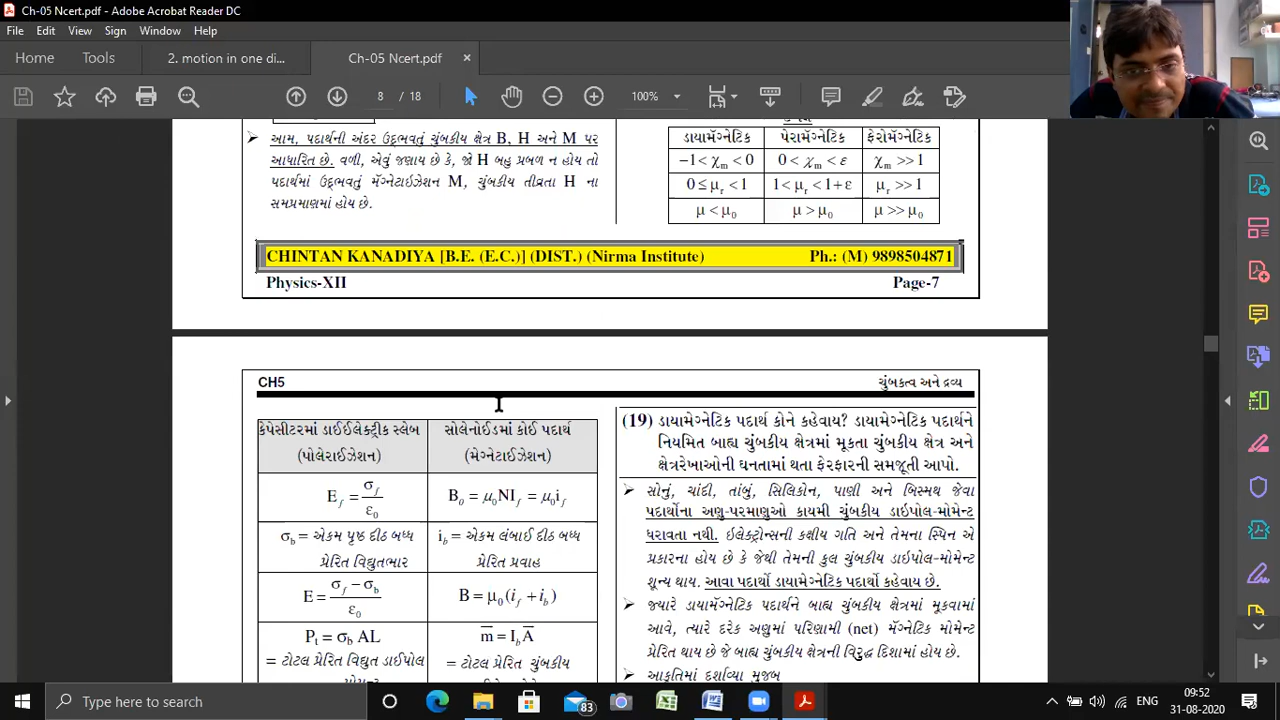 Ch-05 Ncert.pdf - Adobe Acrobat Reader DC
File Edit View Sign Window Help
Home Tools 2. motion in one di... Ch-05 Ncert.pdf ×
8 / 18 100%
આમ, પદાર્થની અંદર ઉદ્ભવતું ચુંબકીય ક્ષેત્ર B, H અને M પર
આધારિત છે. વળી, એવું જણાય છે કે, જો H બહુ પ્રબળ ન હોય તો
પદાર્થમાં ઉદ્ભવતું મૅગ્નેટાઈઝેશન M, ચુંબકીય તીવ્રતા H ના
સમપ્રમાણમાં હોય છે.
ડાયામૅગ્નેટિક પેરામૅગ્નેટિક ફેરોમૅગ્નેટિક
−1 < χm < 0 0 < χm < ε χm >> 1
0 ≤ μr < 1 1 < μr < 1 + ε μr >> 1
μ < μ0 μ > μ0 μ >> μ0
CHINTAN KANADIYA [B.E. (E.C.)] (DIST.) (Nirma Institute) Ph.: (M) 9898504871
Physics-XII Page-7
CH5 ચુંબકત્વ અને દ્રવ્ય
કેપેસીટરમાં ડાઈઈલેક્ટ્રીક સ્લેબ સોલેનોઈડમાં કોઈ પદાર્થ
(પોલેરાઈઝેશન) (મેગ્નેટાઈઝેશન)
Ef = σf/ε0 B0 = μ0NIf = μ0if
σb = એકમ પૃષ્ઠ દીઠ બધ્ધ ib = એકમ લંબાઈ દીઠ બધ્ધ
પ્રેરિત વિદ્યુતભાર પ્રેરિત પ્રવાહ
E = (σf − σb)/ε0 B = μ0(if + ib)
Pt = σb AL m = Ib A
= ટોટલ પ્રેરિત વિદ્યુત ડાઈપોલ = ટોટલ પ્રેરિત ચુંબકીય
(19) ડાયામેગ્નેટિક પદાર્થ કોને કહેવાય? ડાયામેગ્નેટિક પદાર્થને
નિયમિત બાહ્ય ચુંબકીય ક્ષેત્રમાં મૂકતા ચુંબકીય ક્ષેત્ર અને
ક્ષેત્રરેખાઓની ઘનતામાં થતા ફેરફારની સમજૂતી આપો.
સોનું, ચાંદી, તાંબું, સિલિકોન, પાણી અને બિસ્મથ જેવા
પદાર્થોના અણુ-પરમાણુઓ કાયમી ચુંબકીય ડાઇપોલ-મોમેન્ટ
ધરાવતા નથી. ઇલેક્ટ્રોન્સની કક્ષીય ગતિ અને તેમના સ્પિન એ
પ્રકારના હોય છે કે જેથી તેમની કુલ ચુંબકીય ડાઇપોલ-મોમેન્ટ
શૂન્ય થાય. આવા પદાર્થો ડાયામેગ્નેટિક પદાર્થો કહેવાય છે.
જ્યારે ડાયામૅગ્નેટિક પદાર્થને બાહ્ય ચુંબકીય ક્ષેત્રમાં મૂકવામાં
આવે, ત્યારે દરેક અણુમાં પરિણામી (net) મૅગ્નેટિક મોમેન્ટ
પ્રેરિત થાય છે જે બાહ્ય ચુંબકીય ક્ષેત્રની વિરુદ્ધ દિશામાં હોય છે.
આકૃતિમાં દર્શાવ્યા મુજબ
Type here to search
83
ENG
09:52
31-08-2020